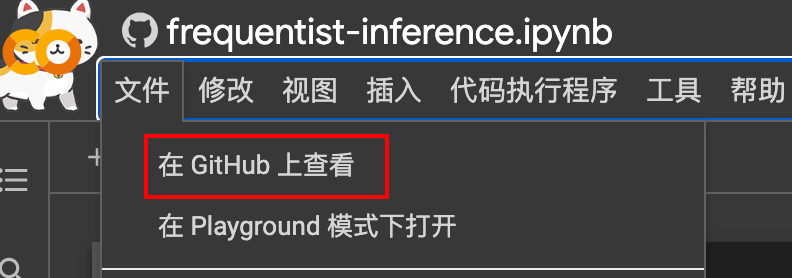 frequentist-inference.ipynb
文件 修改 视图 插入 代码执行程序 工具 帮助
+
在 GitHub 上查看
在 Playground 模式下打开